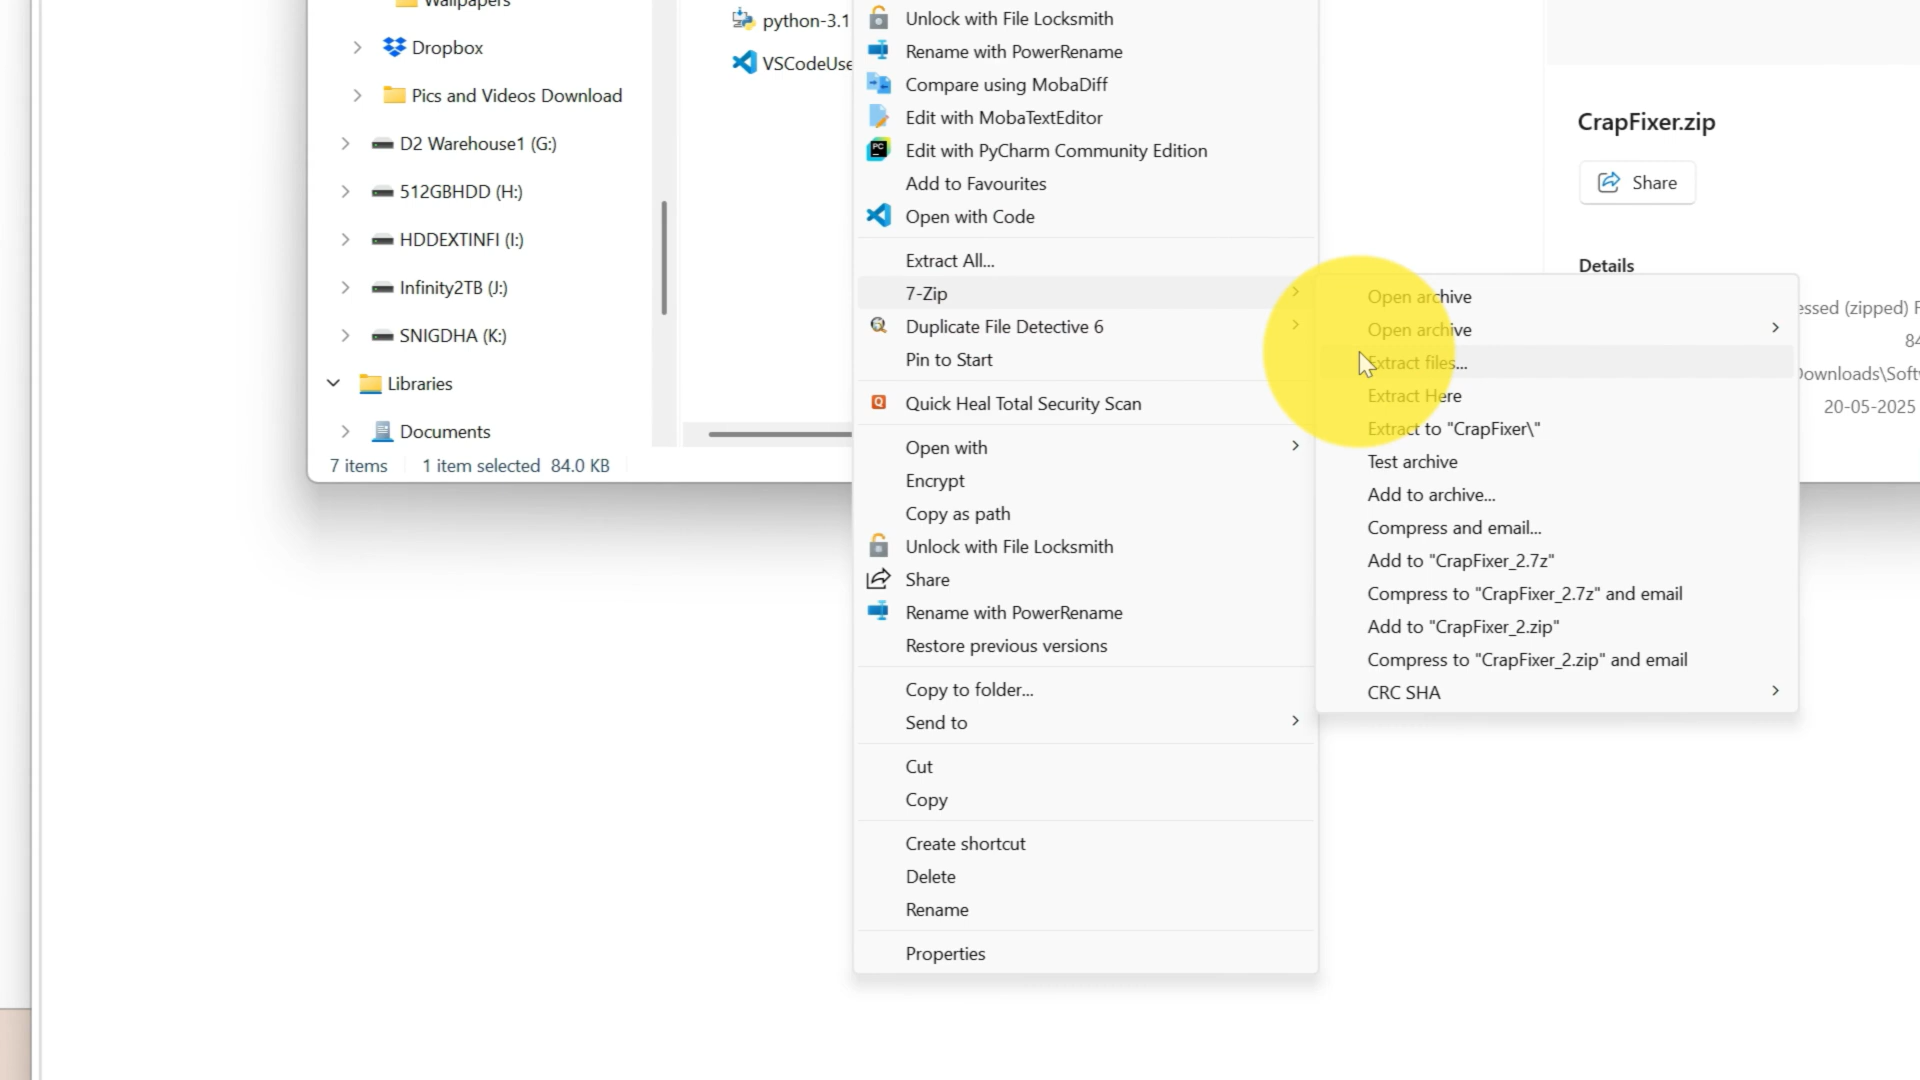 Wallpapers
Dropbox
Pics and Videos Download
D2 Warehouse1 (G:)
512GBHDD (H:)
HDDEXTINFI (I:)
Infinity2TB (J:)
SNIGDHA (K:)
Libraries
Documents
7 items
1 item selected 84.0 KB
python-3.1
VSCodeUse
Unlock with File Locksmith
Rename with PowerRename
Compare using MobaDiff
Edit with MobaTextEditor
Edit with PyCharm Community Edition
Add to Favourites
Open with Code
Extract All...
7-Zip
Duplicate File Detective 6
Pin to Start
Quick Heal Total Security Scan
Open with
Encrypt
Copy as path
Unlock with File Locksmith
Share
Rename with PowerRename
Restore previous versions
Copy to folder...
Send to
Cut
Copy
Create shortcut
Delete
Rename
Properties
Open archive
Open archive
Extract files...
Extract Here
Extract to "CrapFixer\"
Test archive
Add to archive...
Compress and email...
Add to "CrapFixer_2.7z"
Compress to "CrapFixer_2.7z" and email
Add to "CrapFixer_2.zip"
Compress to "CrapFixer_2.zip" and email
CRC SHA
CrapFixer.zip
Share
Details
essed (zipped) F
84
Downloads\Softw
20-05-2025